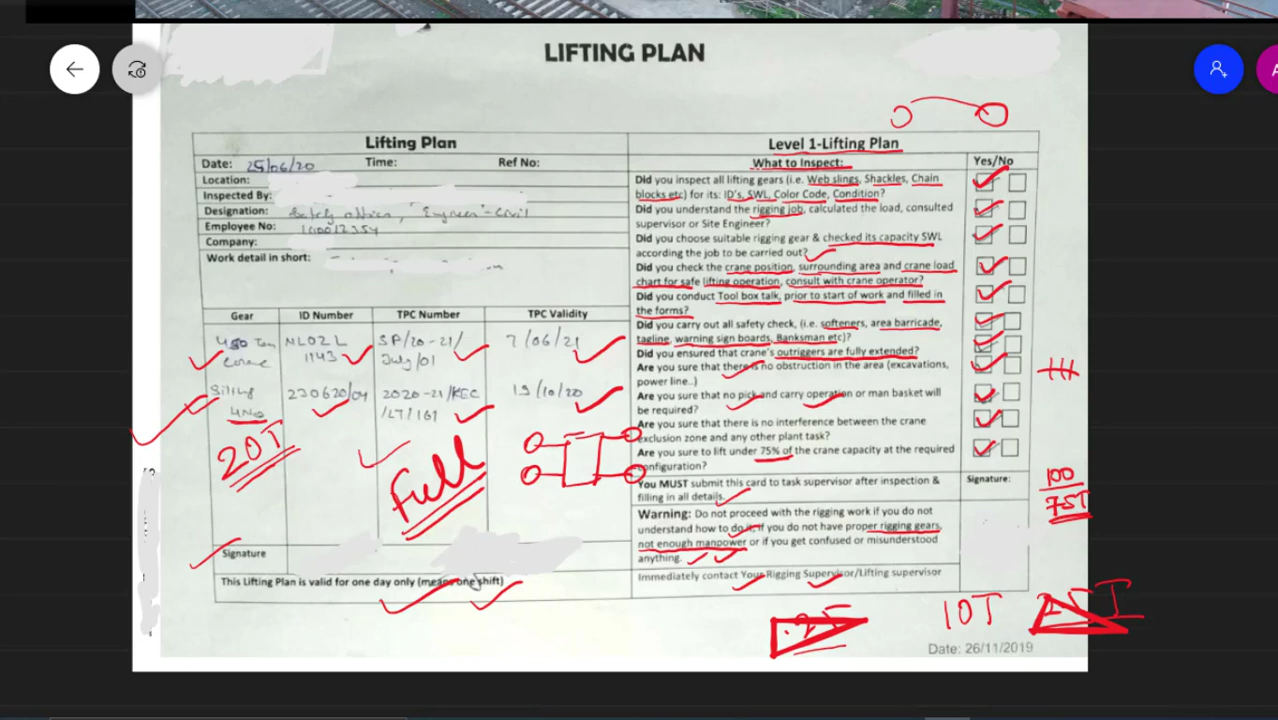 LIFTING PLAN
Lifting Plan
Date: 25/06/20 Time: Ref No:
Location:
Inspected By:
Designation: Safety officer, Engineer-Civil
Employee No:
Company:
Work detail in short:
Gear ID Number TPC Number TPC Validity
Ton NL02L SP/20-21/ 7/06/21
Crane 1143 July/01
230620/04 2020-21/KEC 19/10/20
4No /LT/161
20T
Full
Signature
This Lifting Plan is valid for one day only (means one shift)
Level 1-Lifting Plan
What to Inspect: Yes/No
Did you inspect all lifting gears (i.e. Web slings, Shackles, Chain
blocks etc) for its: ID's, SWL, Color Code, Condition?
Did you understand the rigging job, calculated the load, consulted
supervisor or Site Engineer?
Did you choose suitable rigging gear & checked its capacity SWL
according the job to be carried out?
Did you check the crane position, surrounding area and crane load
chart for safe lifting operation, consult with crane operator?
Did you conduct Tool box talk, prior to start of work and filled in
the forms?
Did you carry out all safety check, (i.e. softeners, area barricade,
tagline, warning sign boards, Banksman etc)?
Did you ensured that crane's outriggers are fully extended?
Are you sure that there is no obstruction in the area (excavations,
power line..)
Are you sure that no pick and carry operation or man basket will
be required?
Are you sure that there is no interference between the crane
exclusion zone and any other plant task?
Are you sure to lift under 75% of the crane capacity at the required
configuration?
You MUST submit this card to task supervisor after inspection &
filling in all details.
Signature:
Warning: Do not proceed with the rigging work if you do not
understand how to do it, if you do not have proper rigging gears,
not enough manpower or if you get confused or misunderstood
anything.
Immediately contact Your Rigging Supervisor/Lifting supervisor
100
75T
10T
Date: 26/11/2019